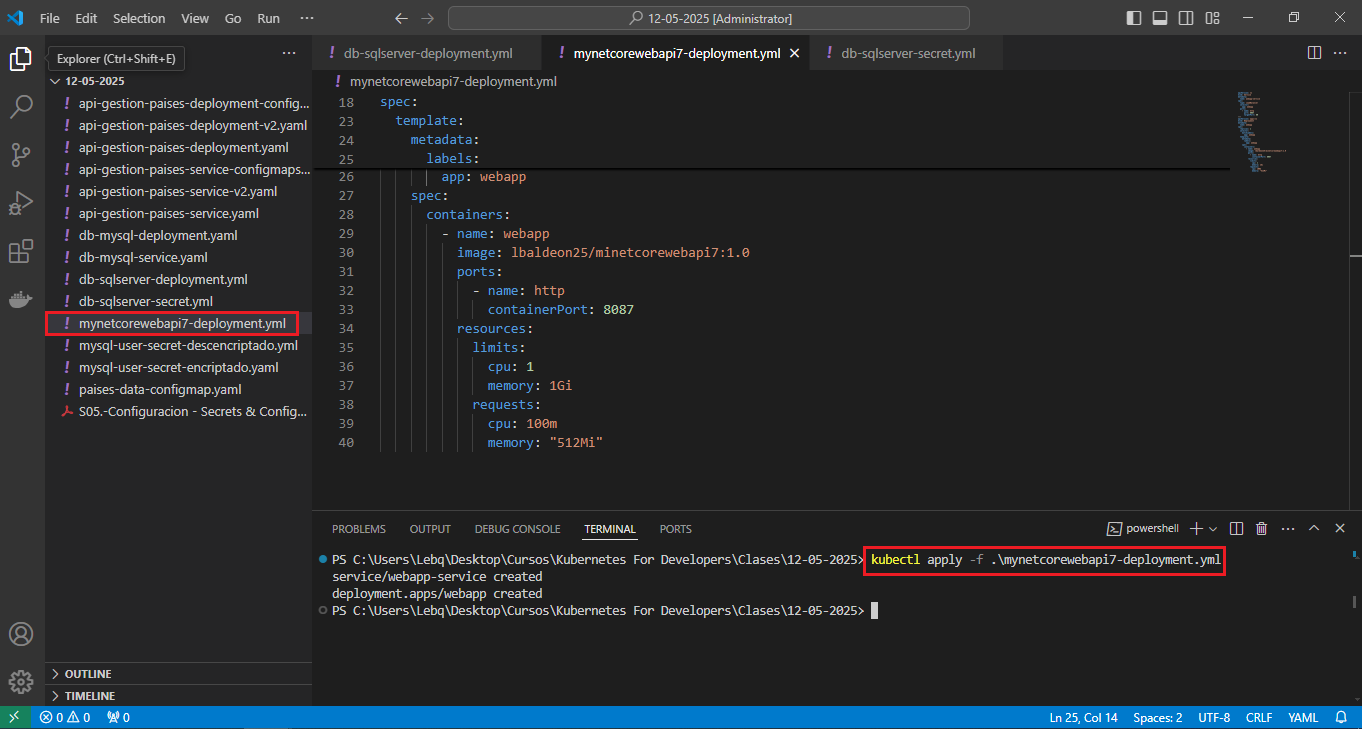 File Edit Selection View Go Run ···
12-05-2025 [Administrator]
Explorer (Ctrl+Shift+E)
12-05-2025
! api-gestion-paises-deployment-config...
! api-gestion-paises-deployment-v2.yaml
! api-gestion-paises-deployment.yaml
! api-gestion-paises-service-configmaps...
! api-gestion-paises-service-v2.yaml
! api-gestion-paises-service.yaml
! db-mysql-deployment.yaml
! db-mysql-service.yaml
! db-sqlserver-deployment.yml
! db-sqlserver-secret.yml
! mynetcorewebapi7-deployment.yml
! mysql-user-secret-descencriptado.yml
! mysql-user-secret-encriptado.yaml
! paises-data-configmap.yaml
S05.-Configuracion - Secrets & Config...
OUTLINE
TIMELINE
! db-sqlserver-deployment.yml ! mynetcorewebapi7-deployment.yml ! db-sqlserver-secret.yml
! mynetcorewebapi7-deployment.yml
18 spec:
23 template:
24 metadata:
25 labels:
26 app: webapp
27 spec:
28 containers:
29 - name: webapp
30 image: lbaldeon25/minetcorewebapi7:1.0
31 ports:
32 - name: http
33 containerPort: 8087
34 resources:
35 limits:
36 cpu: 1
37 memory: 1Gi
38 requests:
39 cpu: 100m
40 memory: "512Mi"
PROBLEMS OUTPUT DEBUG CONSOLE TERMINAL PORTS powershell
PS C:\Users\Lebq\Desktop\Cursos\Kubernetes For Developers\Clases\12-05-2025> kubectl apply -f .\mynetcorewebapi7-deployment.yml
service/webapp-service created
deployment.apps/webapp created
PS C:\Users\Lebq\Desktop\Cursos\Kubernetes For Developers\Clases\12-05-2025>
0 0 0 Ln 25, Col 14 Spaces: 2 UTF-8 CRLF YAML